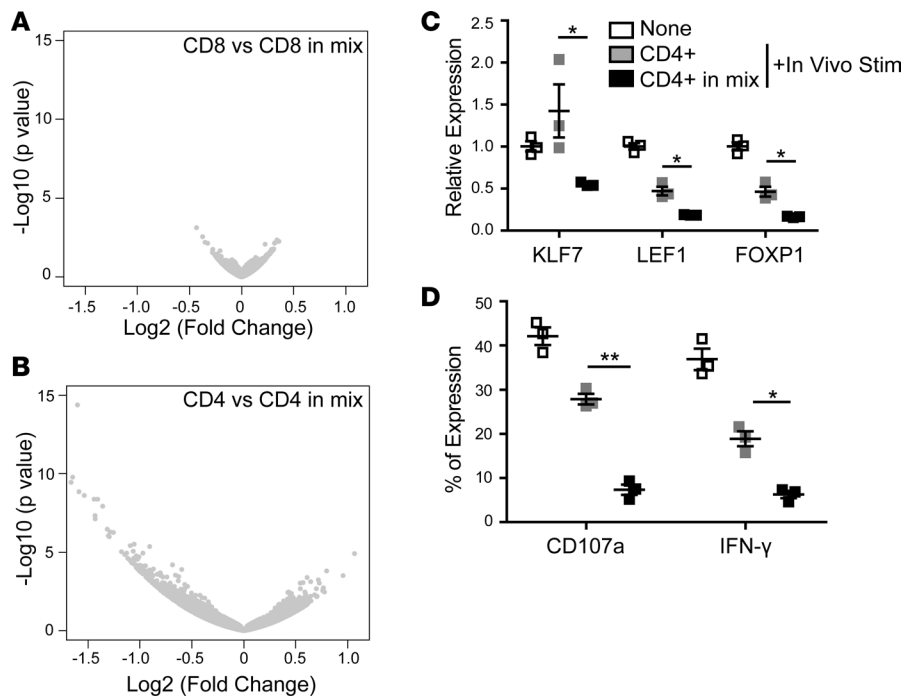 A
CD8 vs CD8 in mix
15
10
5
0
-Log10 (p value)
-1.5 -1.0 -0.5 0 0.5 1.0
Log2 (Fold Change)
B
CD4 vs CD4 in mix
15
10
5
0
-Log10 (p value)
-1.5 -1.0 -0.5 0 0.5 1.0
Log2 (Fold Change)
C
None
CD4+
CD4+ in mix
+In Vivo Stim
2.5
2.0
1.5
1.0
0.5
0.0
Relative Expression
* * *
KLF7 LEF1 FOXP1
D
50
40
30
20
10
0
% of Expression
** *
CD107a IFN-γ